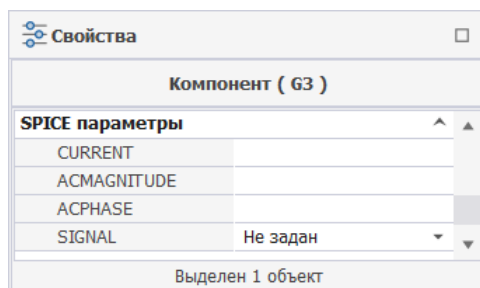 Свойства
Компонент ( G3 )
SPICE параметры
CURRENT
ACMAGNITUDE
ACPHASE
SIGNAL Не задан
Выделен 1 объект